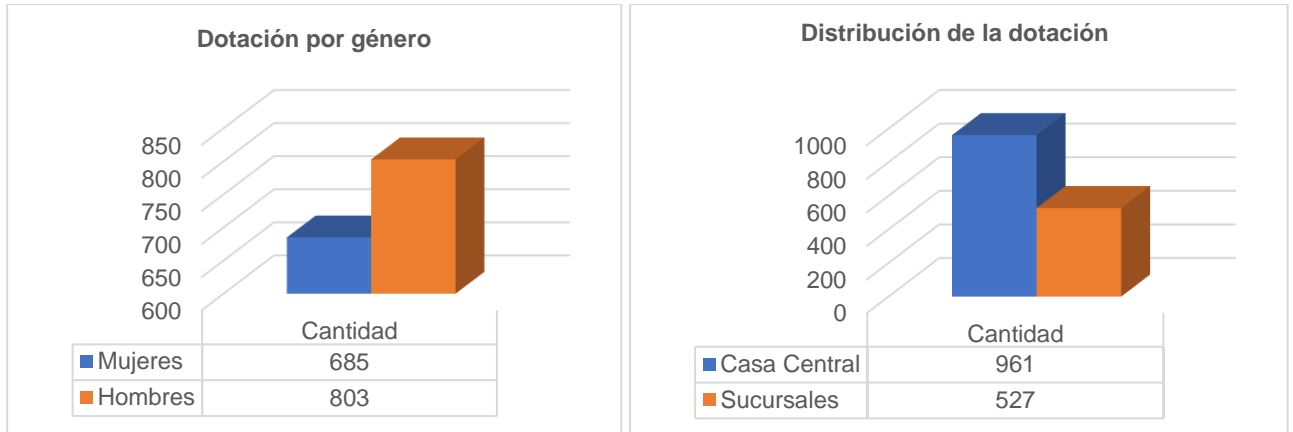 Dotación por género
850
800
750
700
650
600
Cantidad
Mujeres 685
Hombres 803
Distribución de la dotación
1000
800
600
400
200
0
Cantidad
Casa Central 961
Sucursales 527